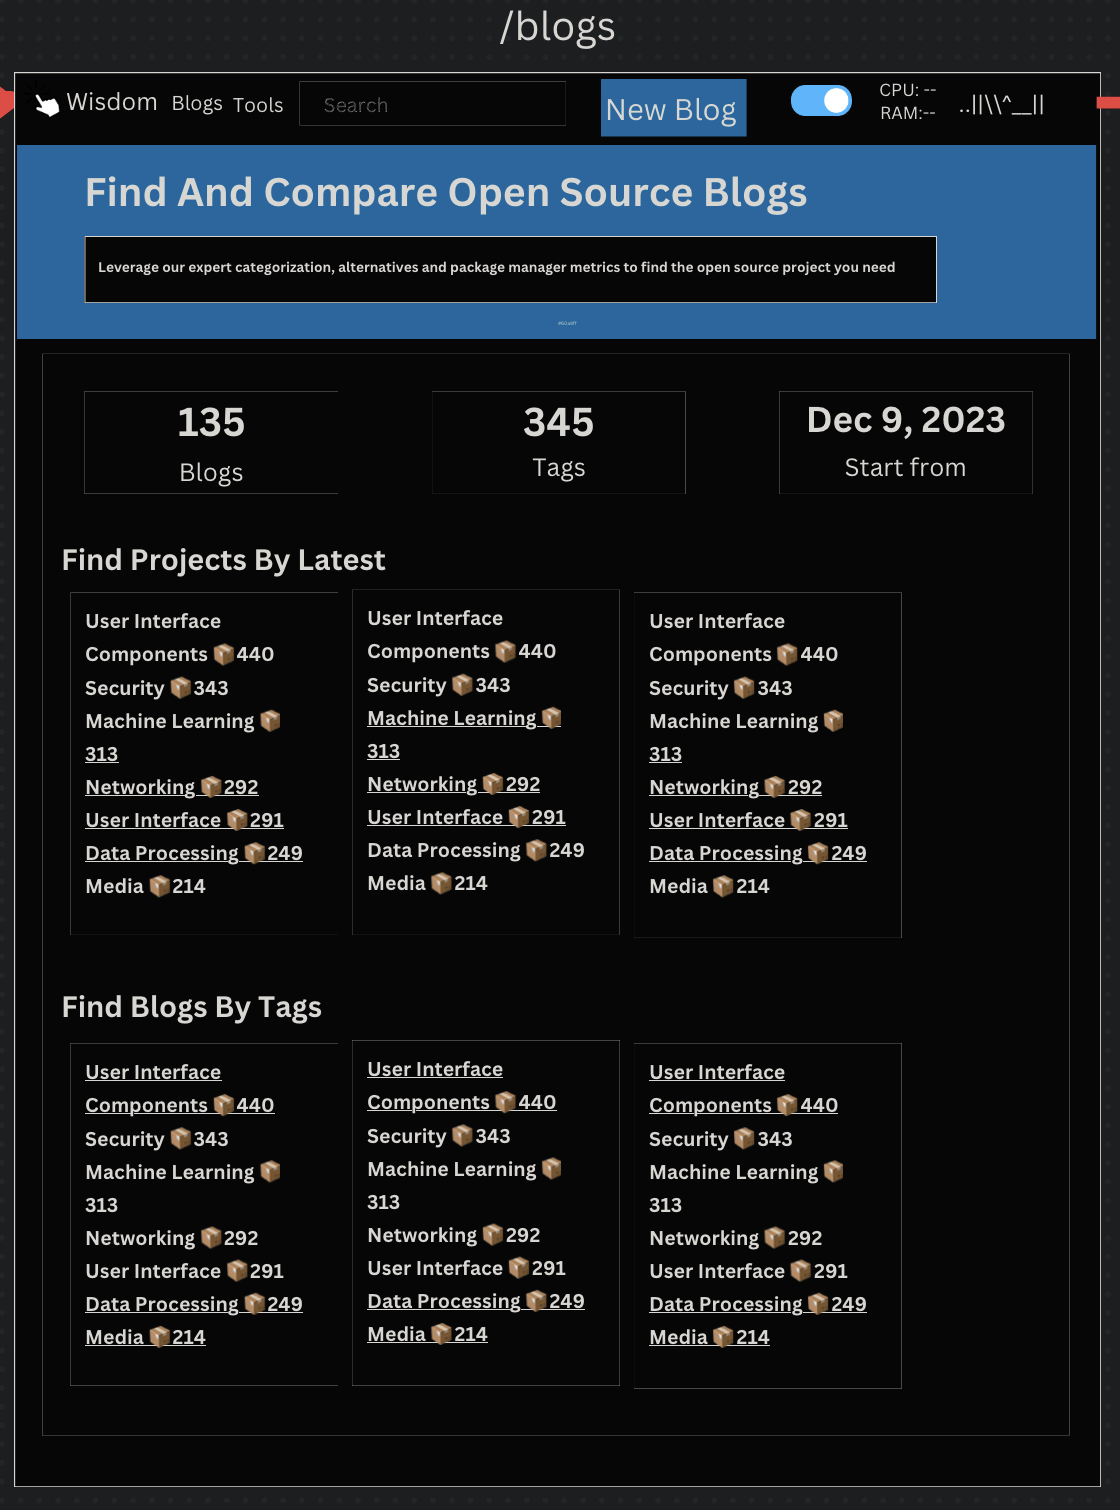 /blogs
Wisdom Blogs Tools Search New Blog CPU: -- ..||\\^__||
RAM:--
Find And Compare Open Source Blogs
Leverage our expert categorization, alternatives and package manager metrics to find the open source project you need
135
Blogs
345
Tags
Dec 9, 2023
Start from
Find Projects By Latest
User Interface
Components 📦440
Security 📦343
Machine Learning 📦
313
Networking 📦292
User Interface 📦291
Data Processing 📦249
Media 📦214
User Interface
Components 📦440
Security 📦343
Machine Learning 📦
313
Networking 📦292
User Interface 📦291
Data Processing 📦249
Media 📦214
User Interface
Components 📦440
Security 📦343
Machine Learning 📦
313
Networking 📦292
User Interface 📦291
Data Processing 📦249
Media 📦214
Find Blogs By Tags
User Interface
Components 📦440
Security 📦343
Machine Learning 📦
313
Networking 📦292
User Interface 📦291
Data Processing 📦249
Media 📦214
User Interface
Components 📦440
Security 📦343
Machine Learning 📦
313
Networking 📦292
User Interface 📦291
Data Processing 📦249
Media 📦214
User Interface
Components 📦440
Security 📦343
Machine Learning 📦
313
Networking 📦292
User Interface 📦291
Data Processing 📦249
Media 📦214